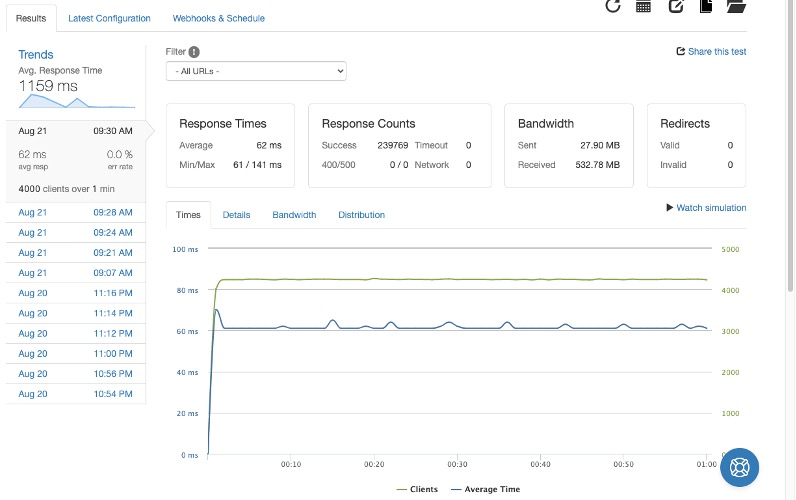 Results
Latest Configuration
Webhooks & Schedule
Trends
Avg. Response Time
1159 ms
Aug 21 09:30 AM
62 ms 0.0 %
avg resp err rate
4000 clients over 1 min
Aug 21 09:28 AM
Aug 21 09:24 AM
Aug 21 09:21 AM
Aug 21 09:07 AM
Aug 20 11:16 PM
Aug 20 11:14 PM
Aug 20 11:12 PM
Aug 20 11:00 PM
Aug 20 10:56 PM
Aug 20 10:54 PM
Filter !
- All URLs -
Share this test
Response Times
Average 62 ms
Min/Max 61 / 141 ms
Response Counts
Success 239769 Timeout 0
400/500 0 / 0 Network 0
Bandwidth
Sent 27.90 MB
Received 532.78 MB
Redirects
Valid 0
Invalid 0
Times
Details
Bandwidth
Distribution
Watch simulation
100 ms 5000
80 ms 4000
60 ms 3000
40 ms 2000
20 ms 1000
0 ms
00:10 00:20 00:30 00:40 00:50 01:00
Clients Average Time